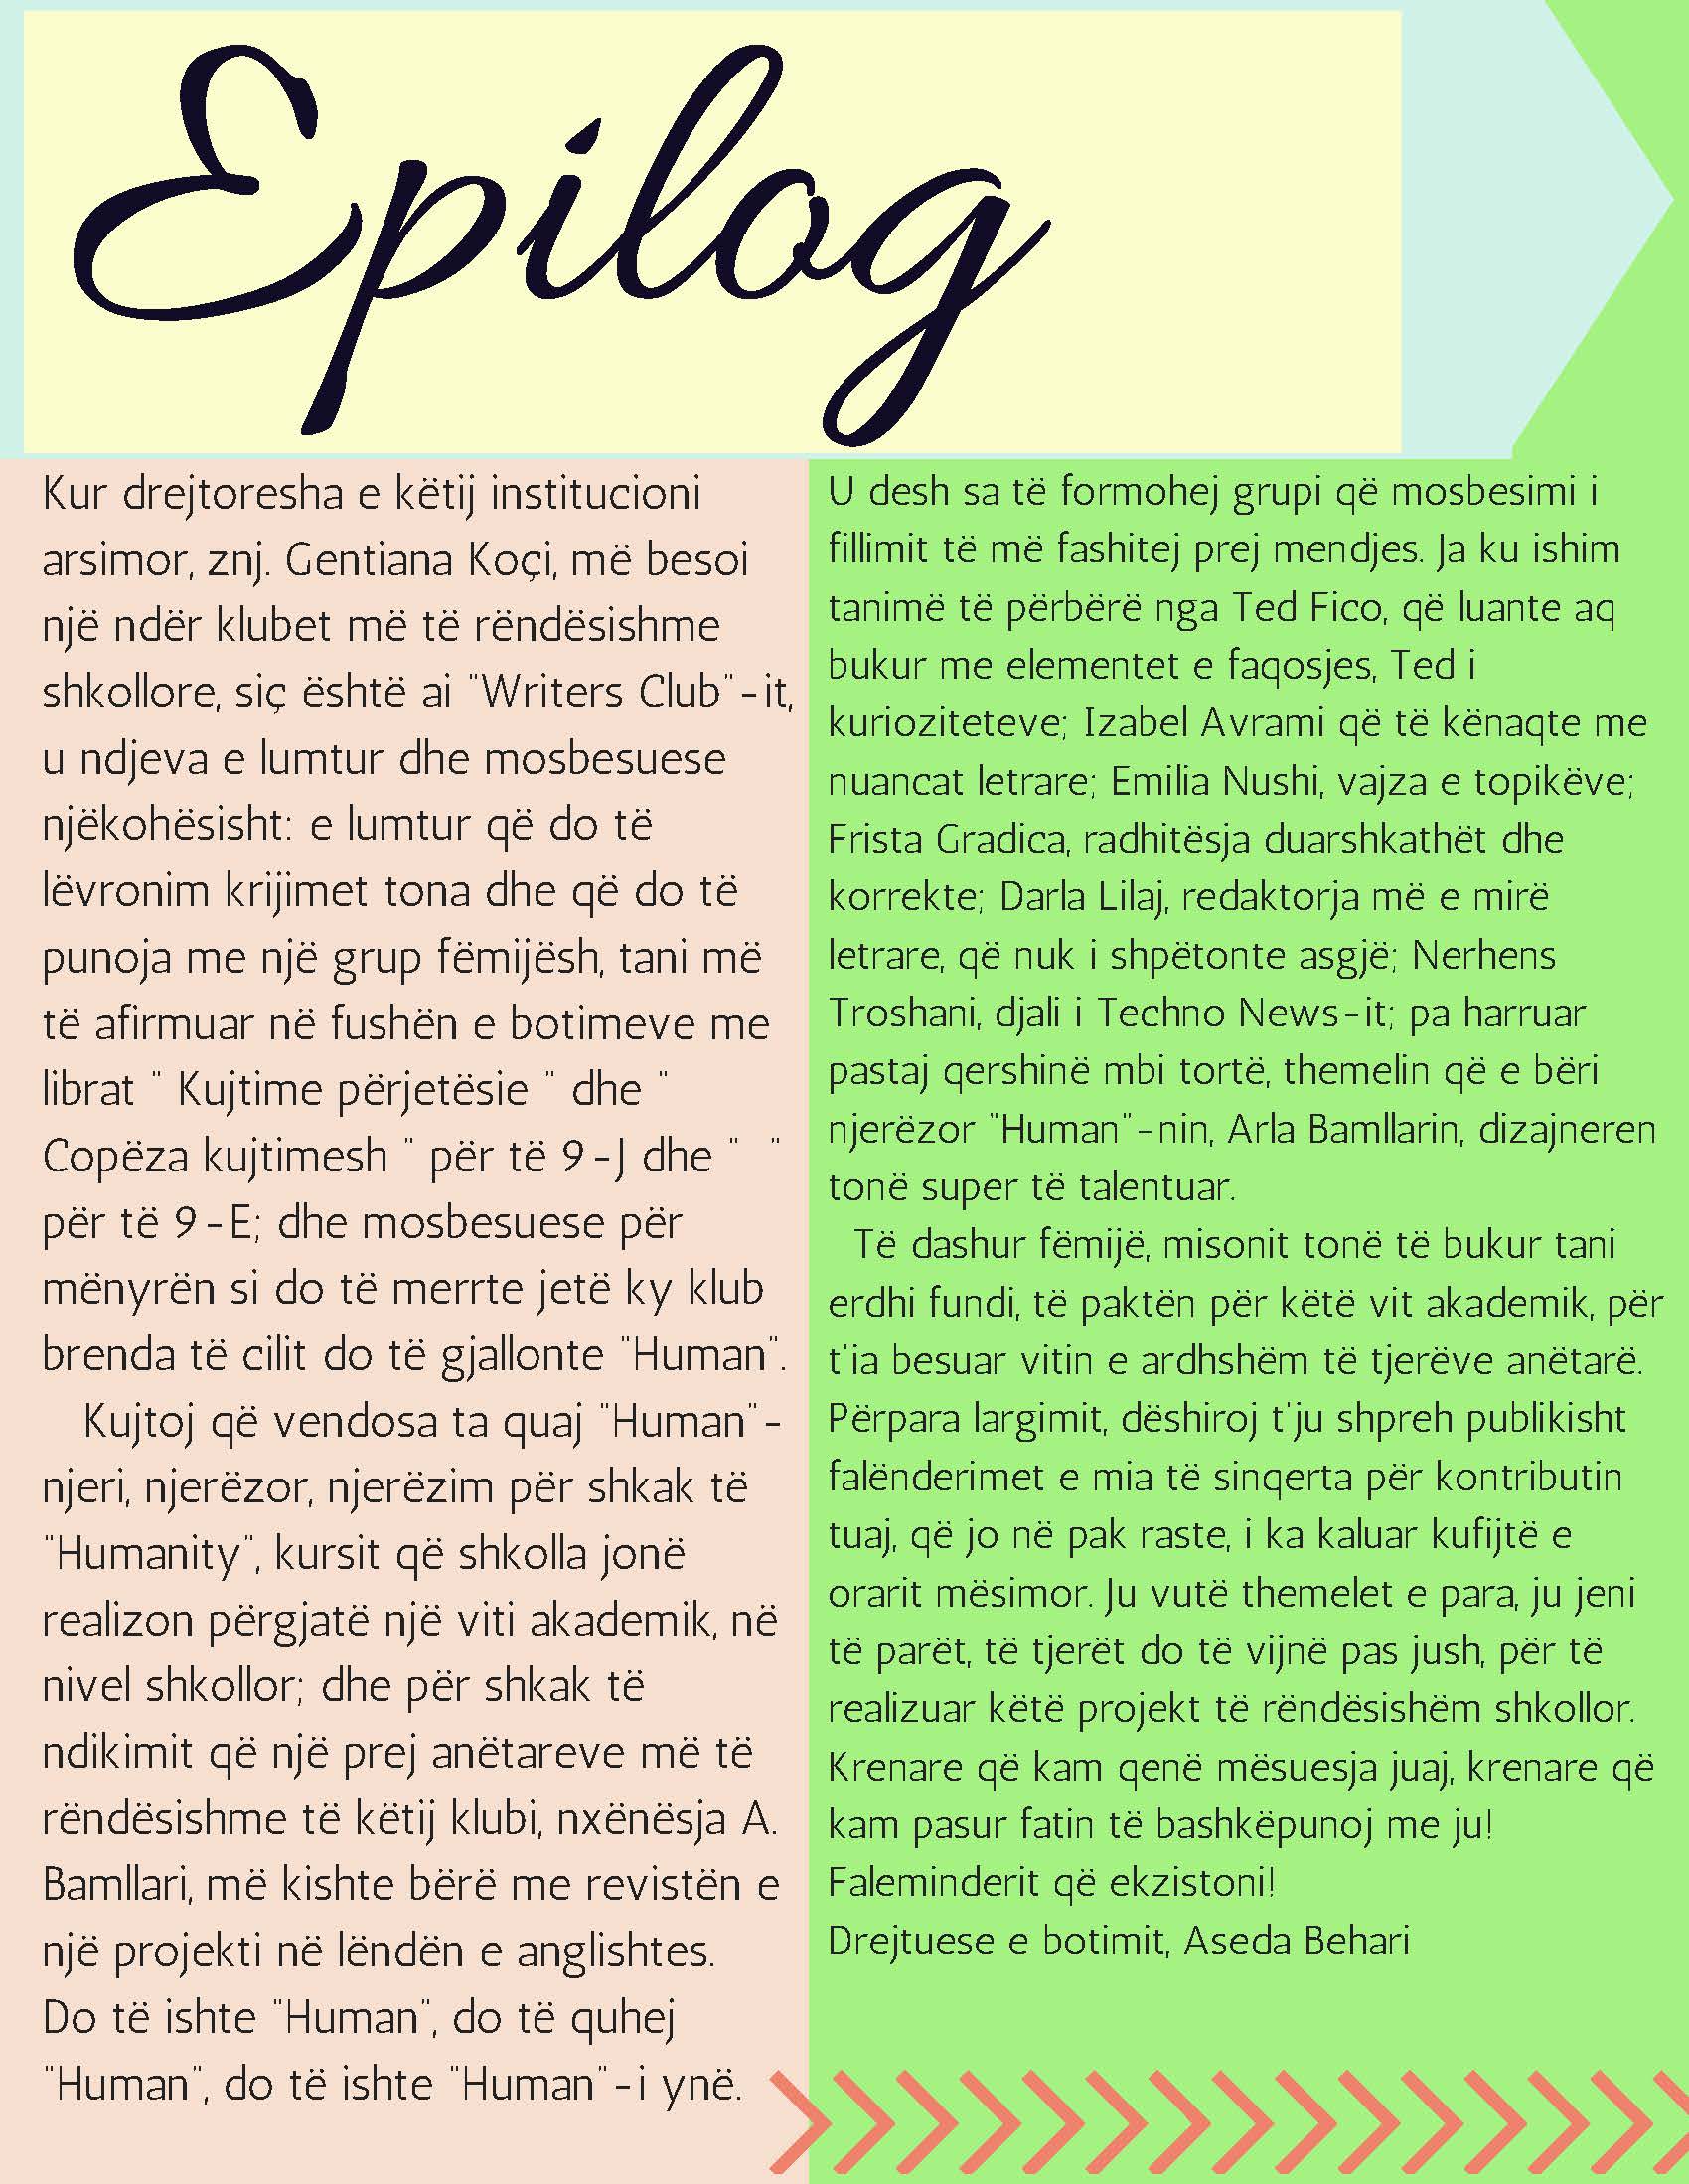 Epilog
Kur drejtoresha e këtij institucioni
arsimor, znj. Gentiana Koçi, më besoi
një ndër klubet më të rëndësishme
shkollore, siç është ai "Writers Club"-it,
u ndjeva e lumtur dhe mosbesuese
njëkohësisht: e lumtur që do të
lëvronim krijimet tona dhe që do të
punoja me një grup fëmijësh, tani më
të afirmuar në fushën e botimeve me
librat " Kujtime përjetësie " dhe "
Copëza kujtimesh " për të 9-J dhe " "
për të 9-E; dhe mosbesuese për
mënyrën si do të merrte jetë ky klub
brenda të cilit do të gjallonte "Human".
Kujtoj që vendosa ta quaj "Human"-
njeri, njerëzor, njerëzim për shkak të
"Humanity", kursit që shkolla jonë
realizon përgjatë një viti akademik, në
nivel shkollor; dhe për shkak të
ndikimit që një prej anëtareve më të
rëndësishme të këtij klubi, nxënësja A.
Bamllari, më kishte bërë me revistën e
një projekti në lëndën e anglishtes.
Do të ishte "Human", do të quhej
"Human", do të ishte "Human"-i ynë.
U desh sa të formohej grupi që mosbesimi i
fillimit të më fashitej prej mendjes. Ja ku ishim
tanimë të përbërë nga Ted Fico, që luante aq
bukur me elementet e faqosjes, Ted i
kurioziteteve; Izabel Avrami që të kënaqte me
nuancat letrare; Emilia Nushi, vajza e topikëve;
Frista Gradica, radhitësja duarshkathët dhe
korrekte; Darla Lilaj, redaktorja më e mirë
letrare, që nuk i shpëtonte asgjë; Nerhens
Troshani, djali i Techno News-it; pa harruar
pastaj qershinë mbi tortë, themelin që e bëri
njerëzor "Human"-nin, Arla Bamllarin, dizajneren
tonë super të talentuar.
Të dashur fëmijë, misonit tonë të bukur tani
erdhi fundi, të paktën për këtë vit akademik, për
t'ia besuar vitin e ardhshëm të tjerëve anëtarë.
Përpara largimit, dëshiroj t'ju shpreh publikisht
falënderimet e mia të sinqerta për kontributin
tuaj, që jo në pak raste, i ka kaluar kufijtë e
orarit mësimor. Ju vutë themelet e para, ju jeni
të parët, të tjerët do të vijnë pas jush, për të
realizuar këtë projekt të rëndësishëm shkollor.
Krenare që kam qenë mësuesja juaj, krenare që
kam pasur fatin të bashkëpunoj me ju!
Faleminderit që ekzistoni!
Drejtuese e botimit, Aseda Behari